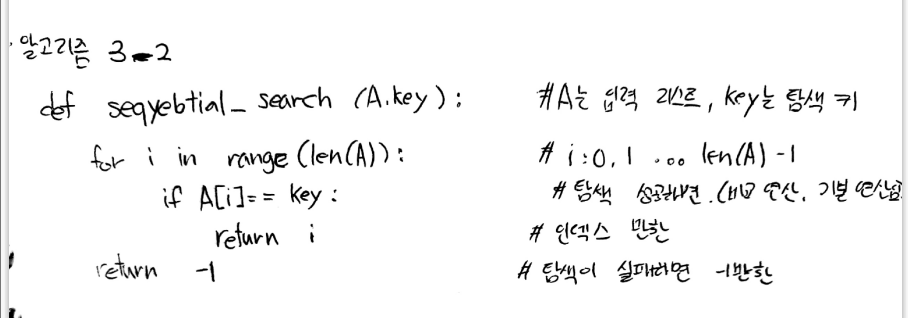 알고리즘 3-2
def seqyebtial_search (A.key): #A는 입력 리스트, key는 탐색 키
for i in range(len(A)): # i:0,1 .... len(A)-1
if A[i]== key: # 탐색 성공하면.(비교 연산, 기본 연산임
return i # 인덱스 반환
return -1 # 탐색이 실패하면 -1반환